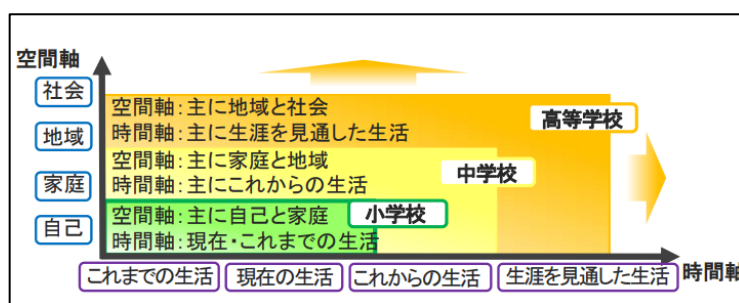 空間軸
社会
地域
家庭
自己
空間軸：主に地域と社会
時間軸：主に生涯を見通した生活
高等学校
空間軸：主に家庭と地域
時間軸：主にこれからの生活
中学校
空間軸：主に自己と家庭
時間軸：現在・これまでの生活
小学校
これまでの生活
現在の生活
これからの生活
生涯を見通した生活
時間軸